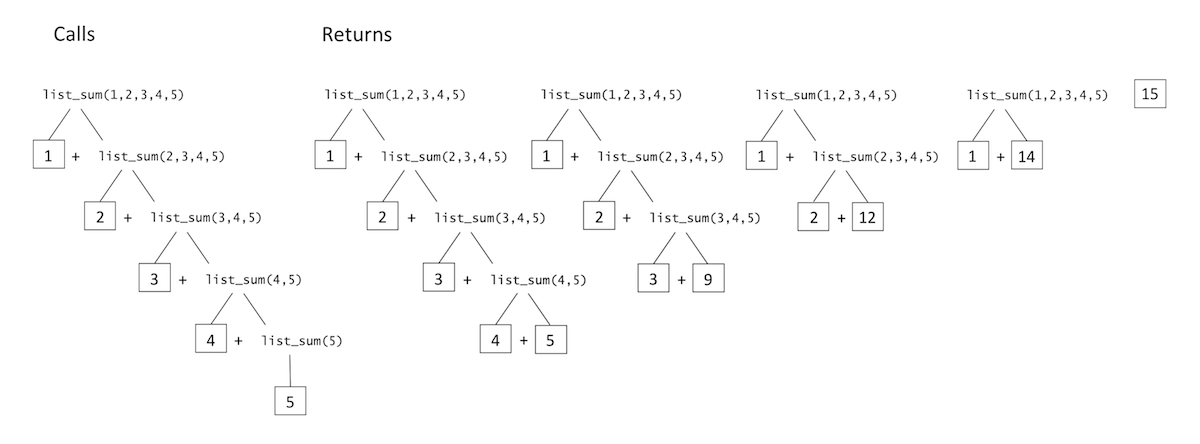 Calls Returns
list_sum(1,2,3,4,5) list_sum(1,2,3,4,5) list_sum(1,2,3,4,5) list_sum(1,2,3,4,5) list_sum(1,2,3,4,5) 15
1 + list_sum(2,3,4,5) 1 + list_sum(2,3,4,5) 1 + list_sum(2,3,4,5) 1 + list_sum(2,3,4,5) 1 + 14
2 + list_sum(3,4,5) 2 + list_sum(3,4,5) 2 + list_sum(3,4,5) 2 + 12
3 + list_sum(4,5) 3 + list_sum(4,5) 3 + 9
4 + list_sum(5) 4 + 5
5